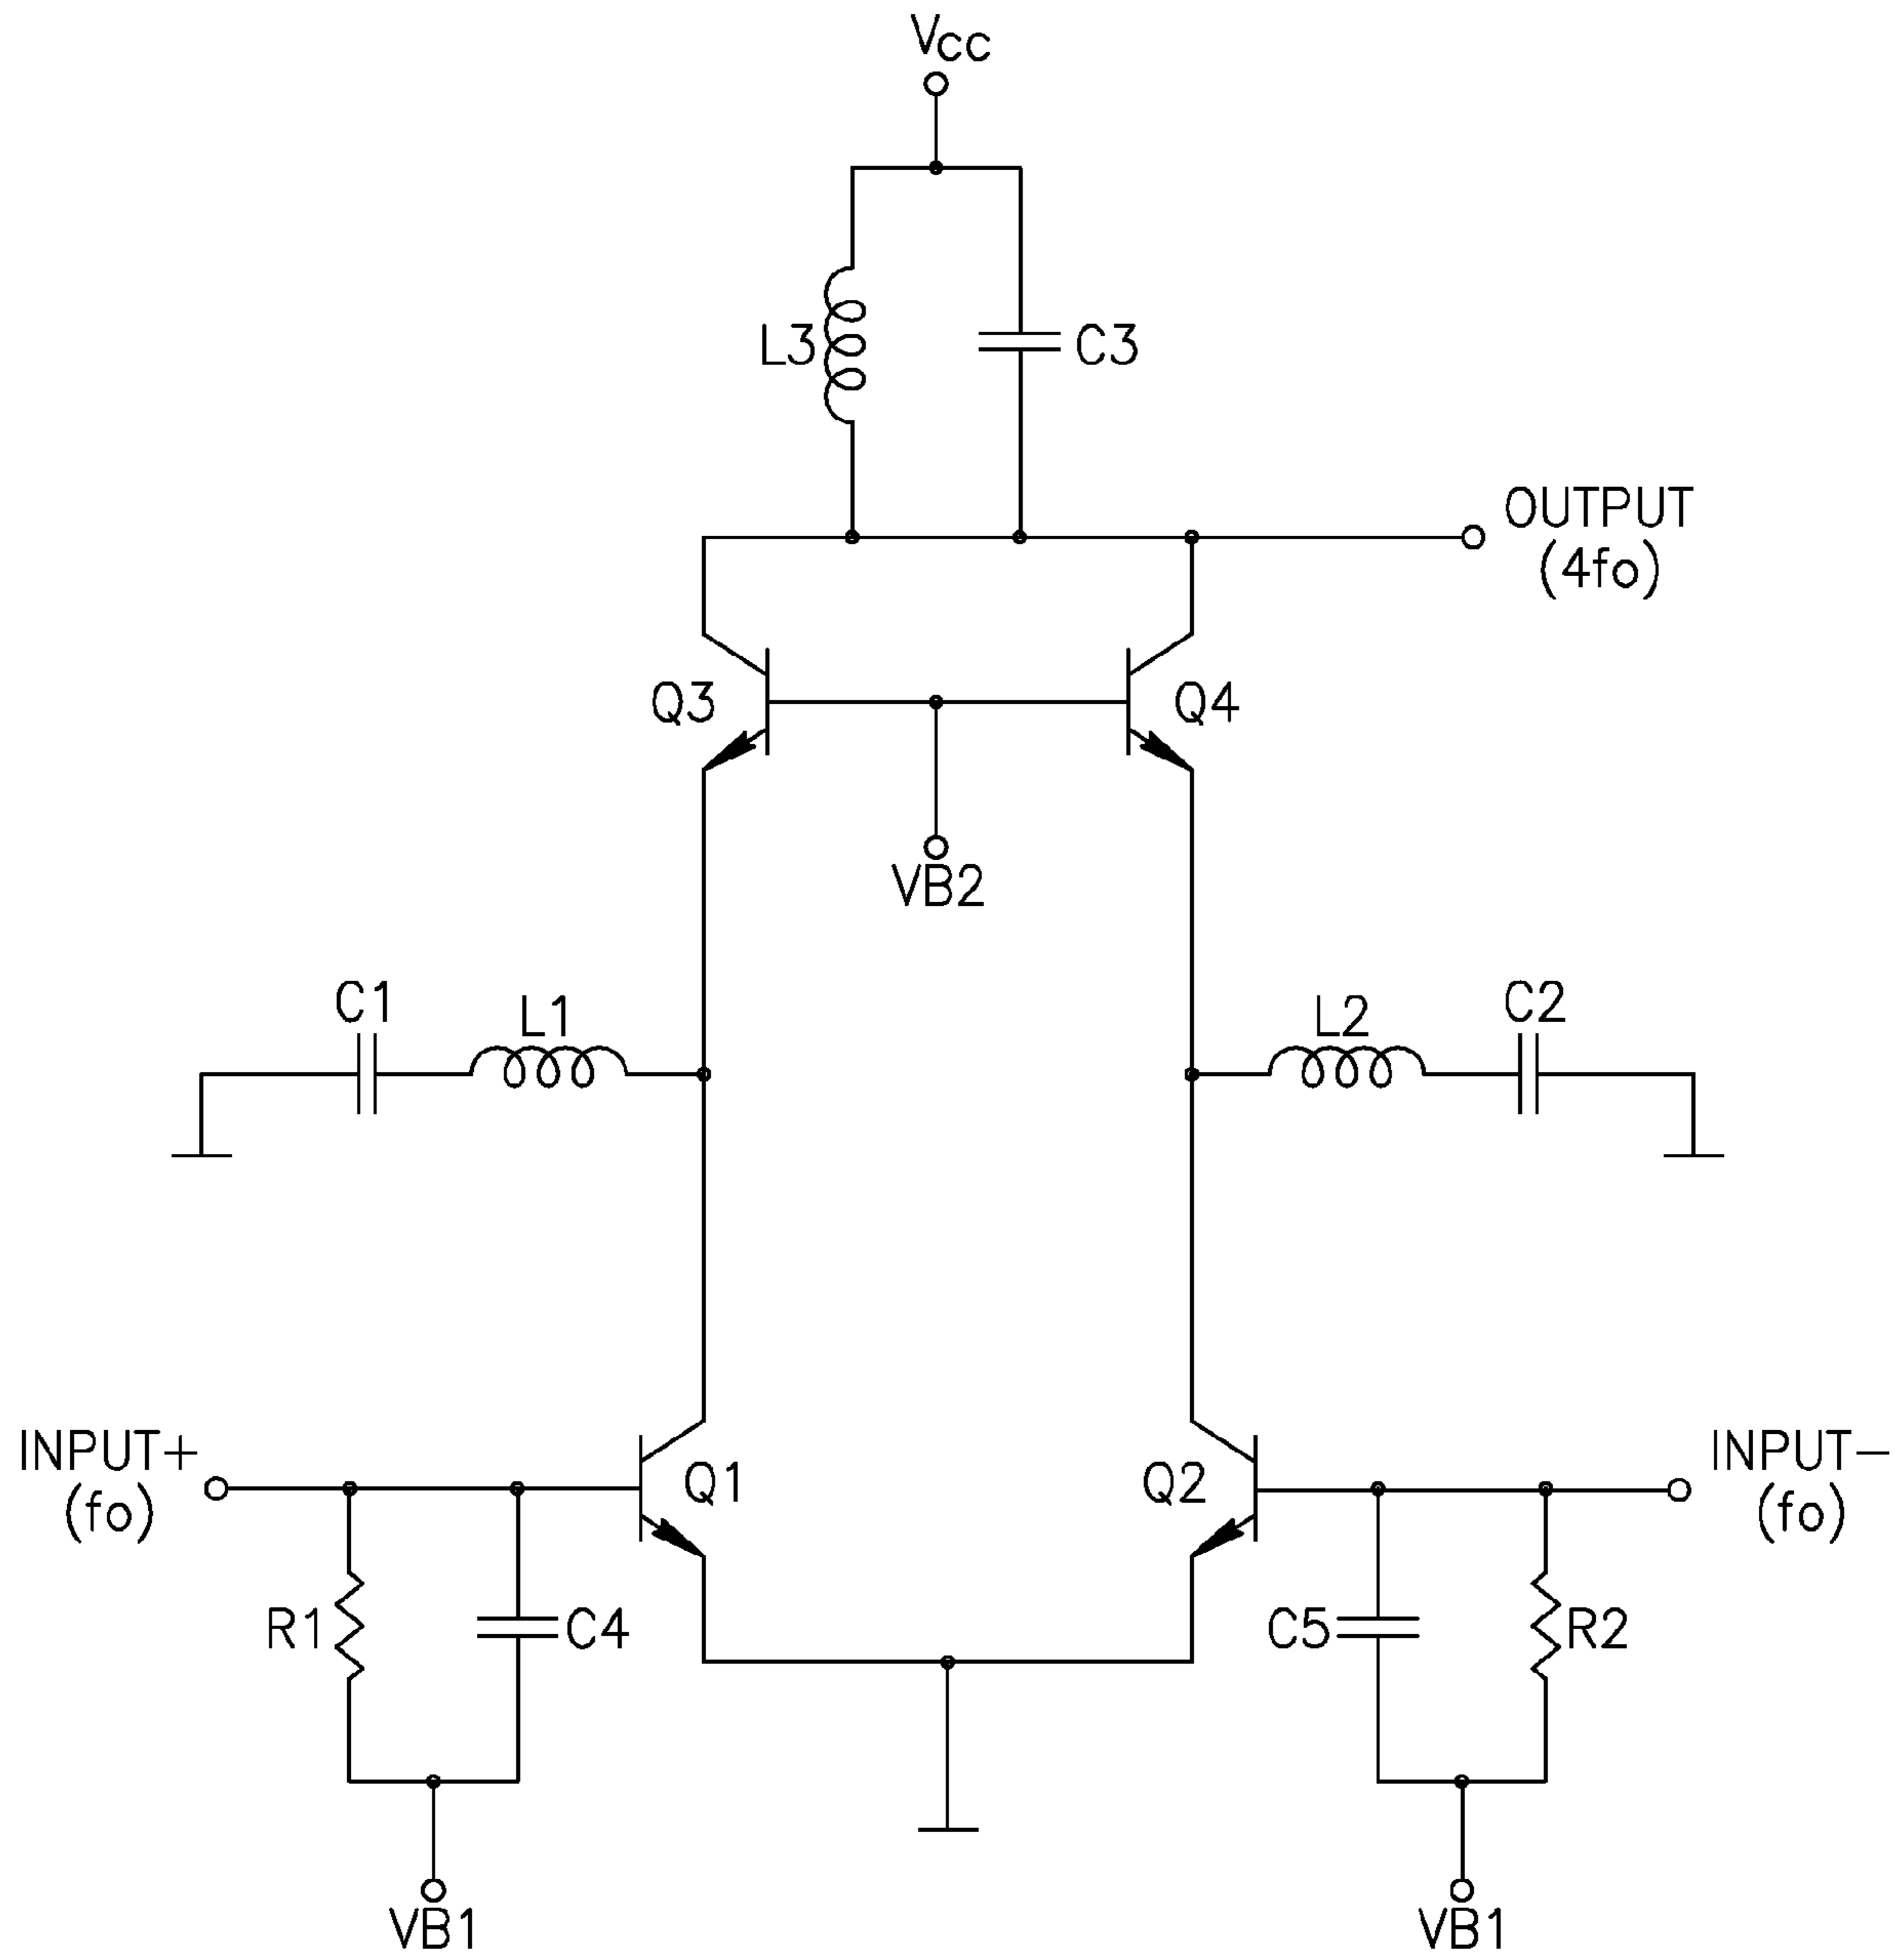 VCC
L3
C3
OUTPUT
(4fo)
Q3
Q4
VB2
C1
L1
L2
C2
INPUT+
(fo)
Q1
Q2
INPUT-
(fo)
R1
C4
C5
R2
VB1
VB1